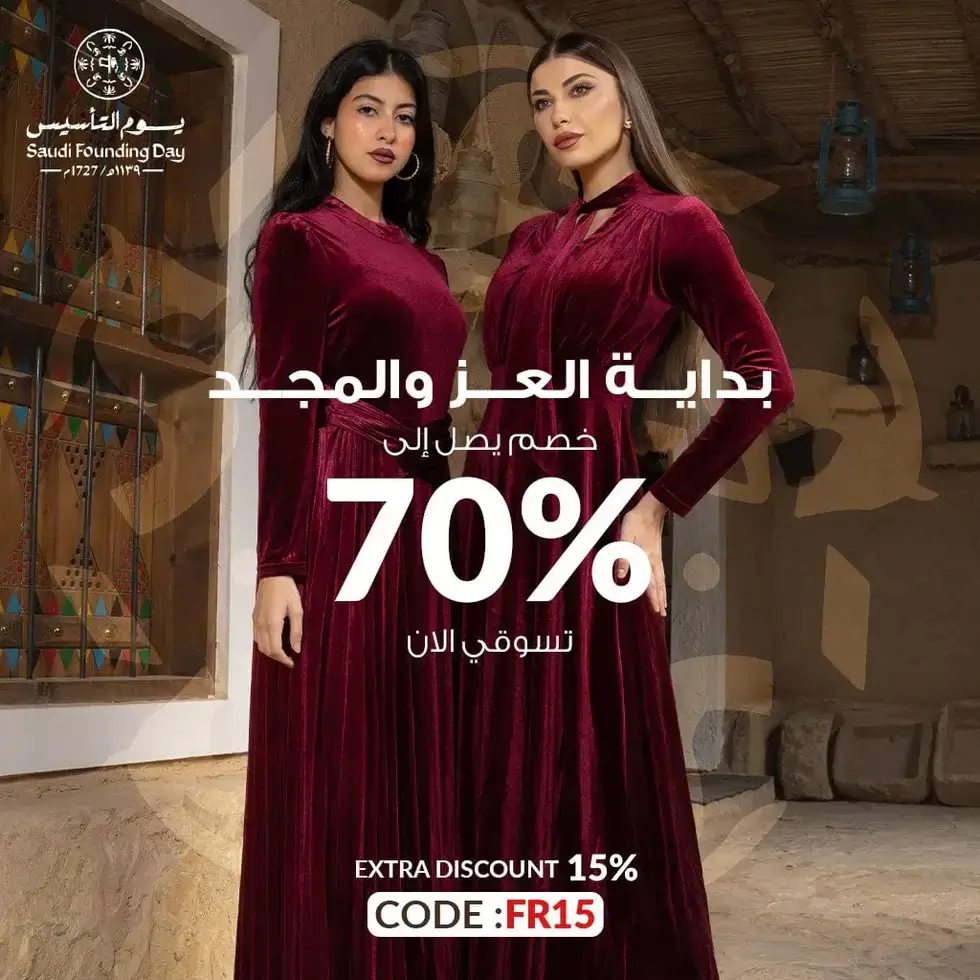 يوم التأسيس
Saudi Founding Day
١١٣٩هـ/1727م
بداية العز والمجد
خصم يصل إلى
70%
تسوقي الان
EXTRA DISCOUNT 15%
CODE :FR15